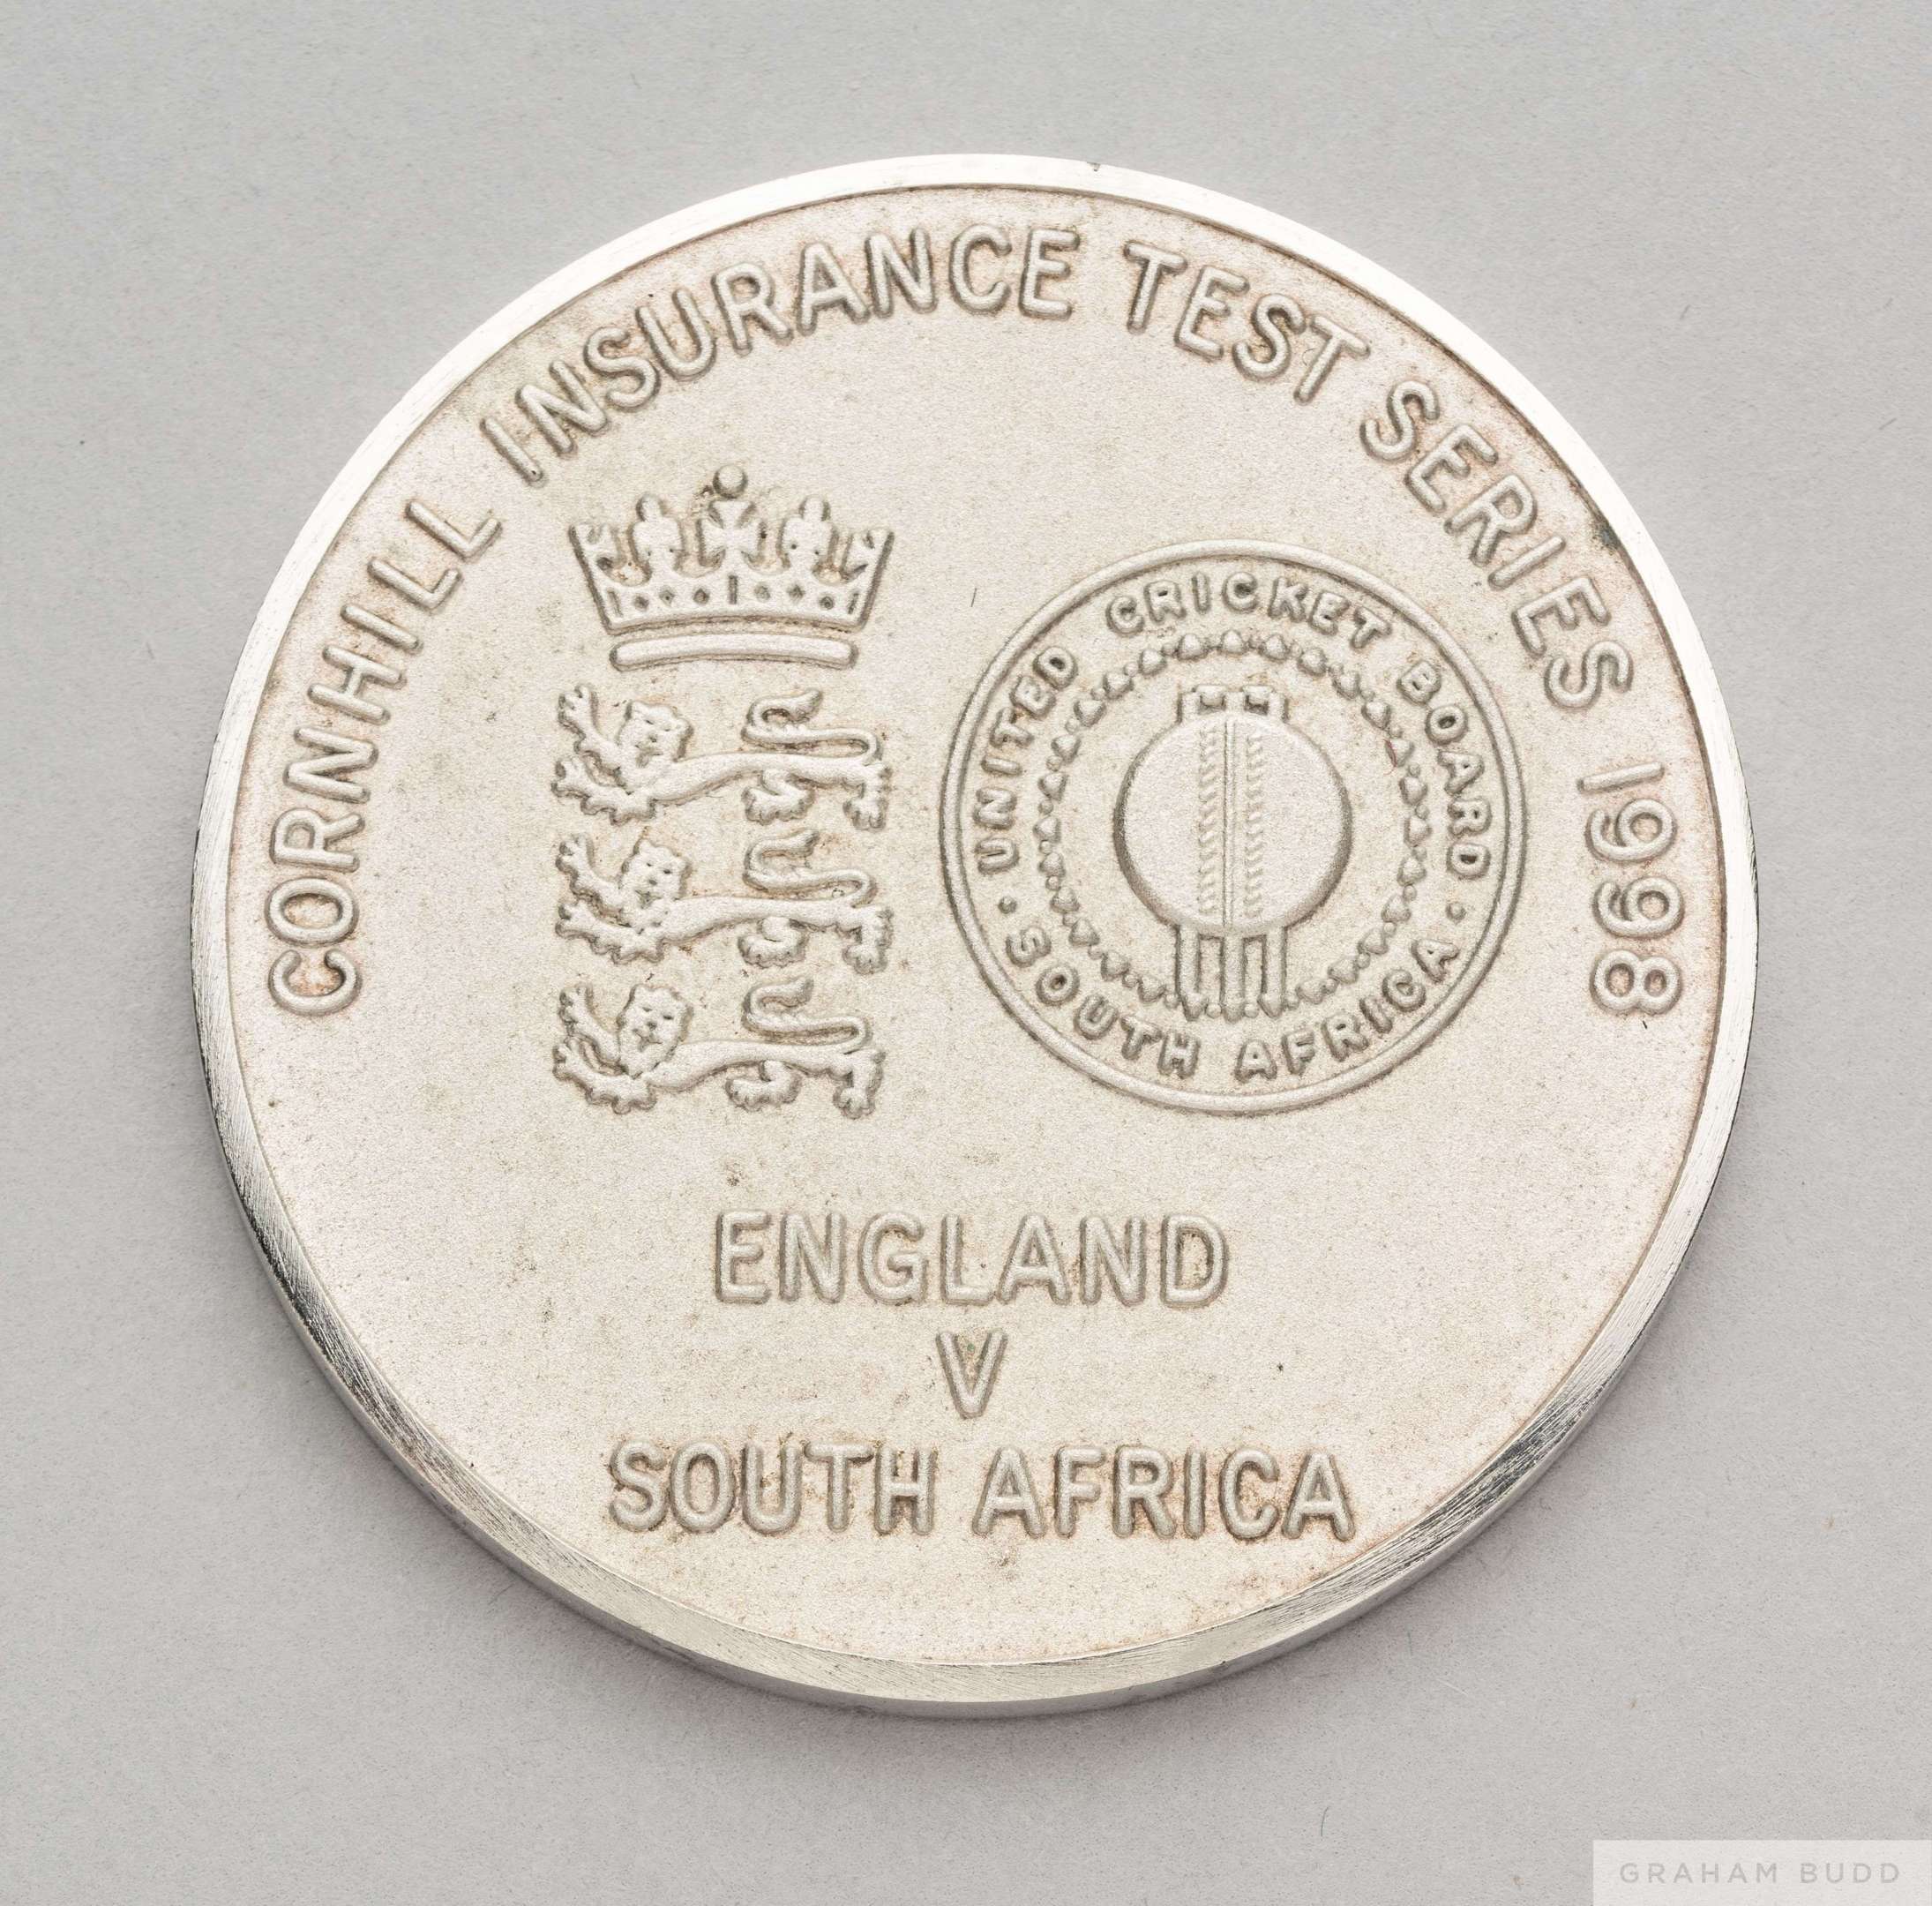 CORNHILL INSURANCE TEST SERIES 1998
· UNITED CRICKET BOARD ·
SOUTH AFRICA
ENGLAND
V
SOUTH AFRICA
GRAHAM BUDD